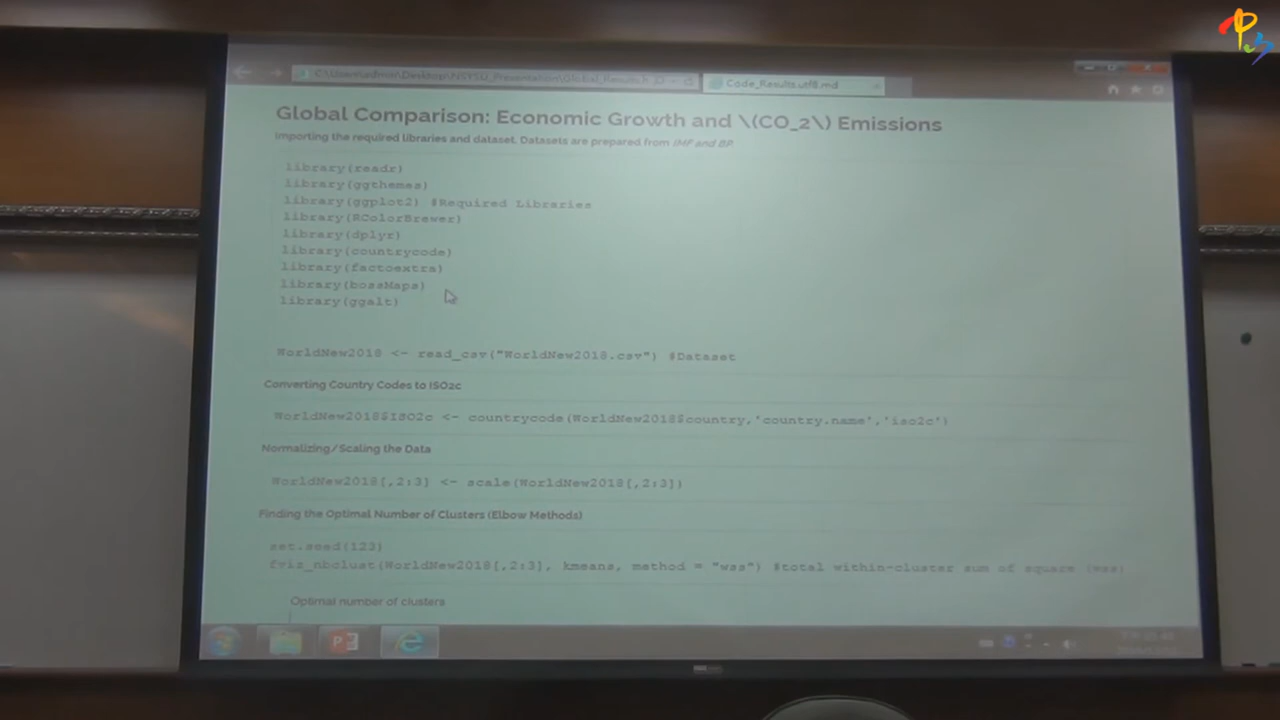 C:\Users\admin\Desktop\NSYSU_Presentation\Global_Results.h
Code_Results.utf8.md
Global Comparison: Economic Growth and \(CO_2\) Emissions
Importing the required libraries and dataset. Datasets are prepared from IMF and BP.
library(readr)
library(ggthemes)
library(ggplot2) #Required Libraries
library(RColorBrewer)
library(dplyr)
library(countrycode)
library(factoextra)
library(bossMaps)
library(ggalt)
WorldNew2018 <- read_csv("WorldNew2018.csv") #Dataset
Converting Country Codes to ISO2c
WorldNew2018$ISO2c <- countrycode(WorldNew2018$country,'country.name','iso2c')
Normalizing/Scaling the Data
WorldNew2018[,2:3] <- scale(WorldNew2018[,2:3])
Finding the Optimal Number of Clusters (Elbow Methods)
set.seed(123)
fviz_nbclust(WorldNew2018[,2:3], kmeans, method = "wss") #total within-cluster sum of square (wss)
Optimal number of clusters